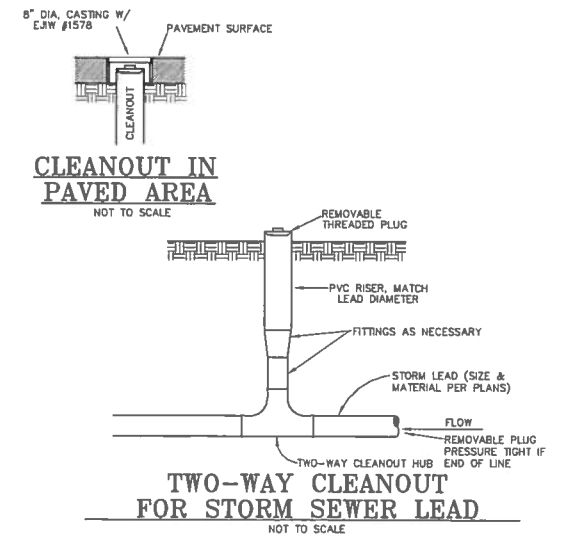 8" DIA. CASTING W/
EJIW #1578
PAVEMENT SURFACE
CLEANOUT
CLEANOUT IN
PAVED AREA
NOT TO SCALE
REMOVABLE
THREADED PLUG
PVC RISER, MATCH
LEAD DIAMETER
FITTINGS AS NECESSARY
STORM LEAD (SIZE &
MATERIAL PER PLANS)
FLOW
REMOVABLE PLUG
PRESSURE TIGHT IF
END OF LINE
TWO-WAY CLEANOUT HUB
TWO-WAY CLEANOUT
FOR STORM SEWER LEAD
NOT TO SCALE